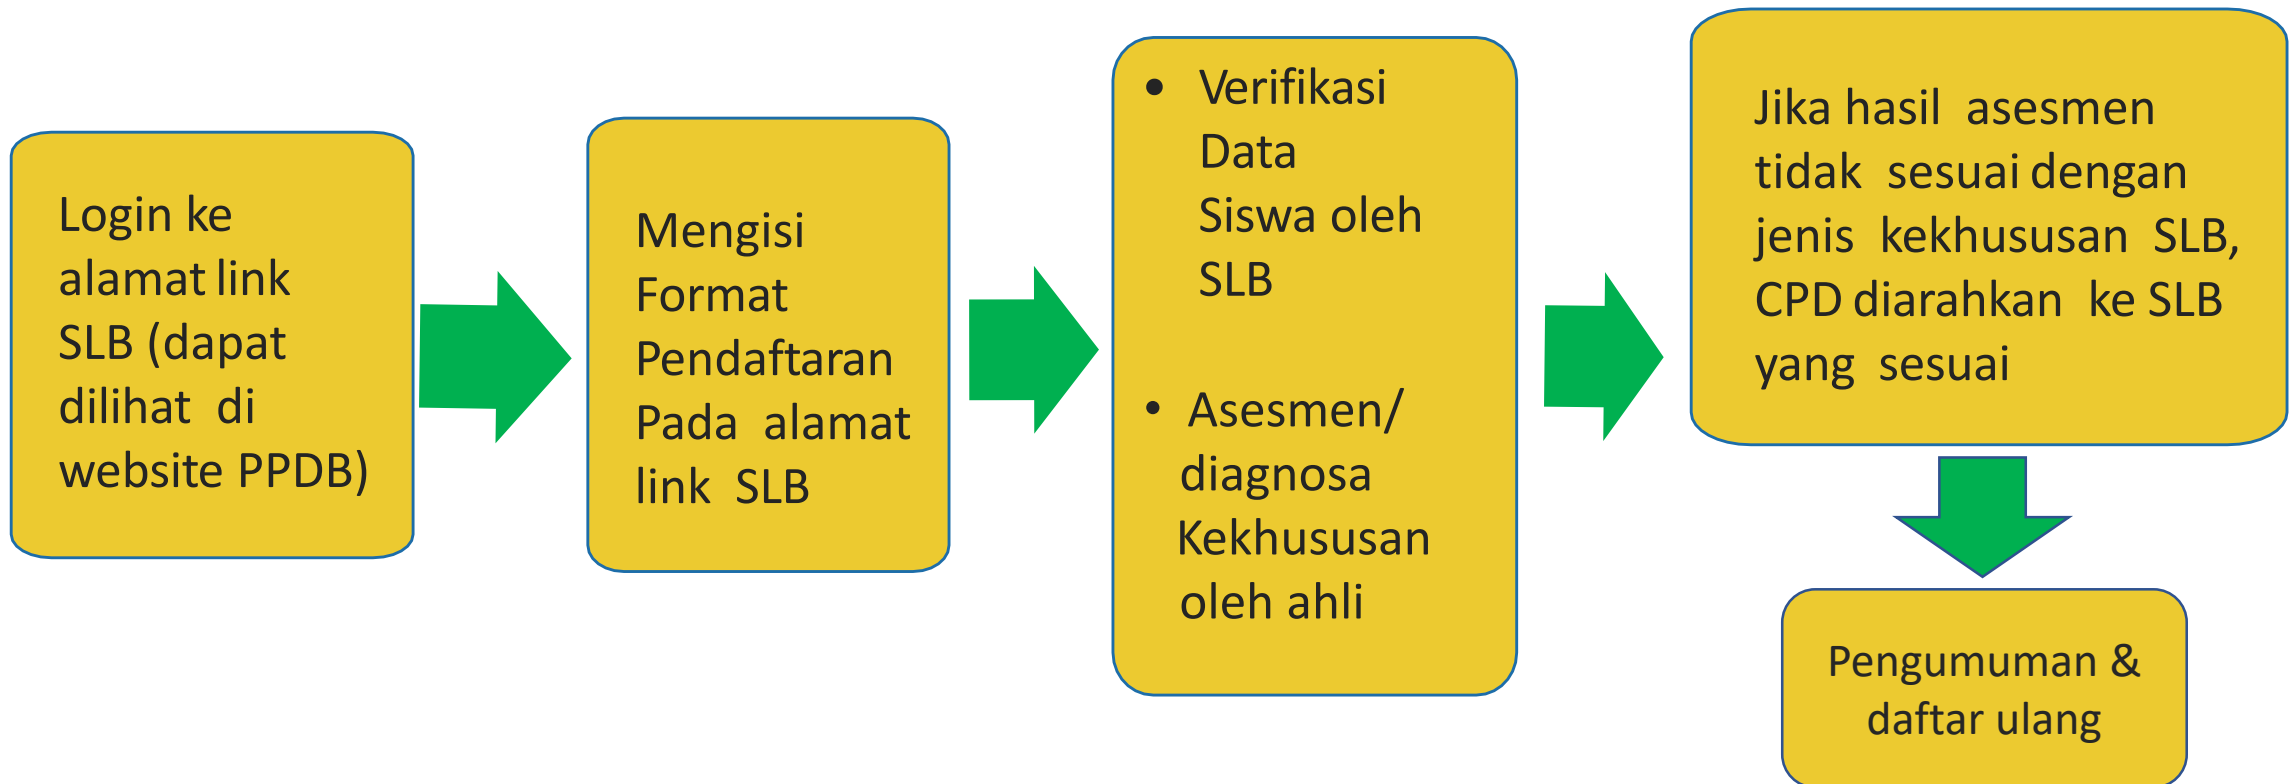 Login ke
alamat link
SLB (dapat
dilihat di
website PPDB)
Mengisi
Format
Pendaftaran
Pada alamat
link SLB
• Verifikasi
Data
Siswa oleh
SLB
• Asesmen/
diagnosa
Kekhususan
oleh ahli
Jika hasil asesmen
tidak sesuai dengan
jenis kekhususan SLB,
CPD diarahkan ke SLB
yang sesuai
Pengumuman &
daftar ulang